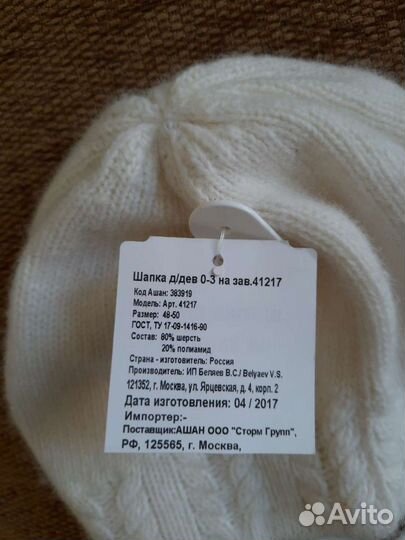 Шапка д/дев 0-3 на зав.41217
Код Ашан: 383919
Модель: Арт. 41217
Размер: 48-50
ГОСТ, ТУ 17-09-1416-90
Состав: 80% шерсть
20% полиамид
Страна - изготовитель: Россия
Производитель: ИП Беляев В.С./ Belyaev V.S.
121352, г. Москва, ул. Ярцевская, д. 4, корп. 2
Дата изготовления: 04 / 2017
Импортер:-
Поставщик:АШАН ООО "Сторм Групп",
РФ, 125565, г. Москва,
Avito